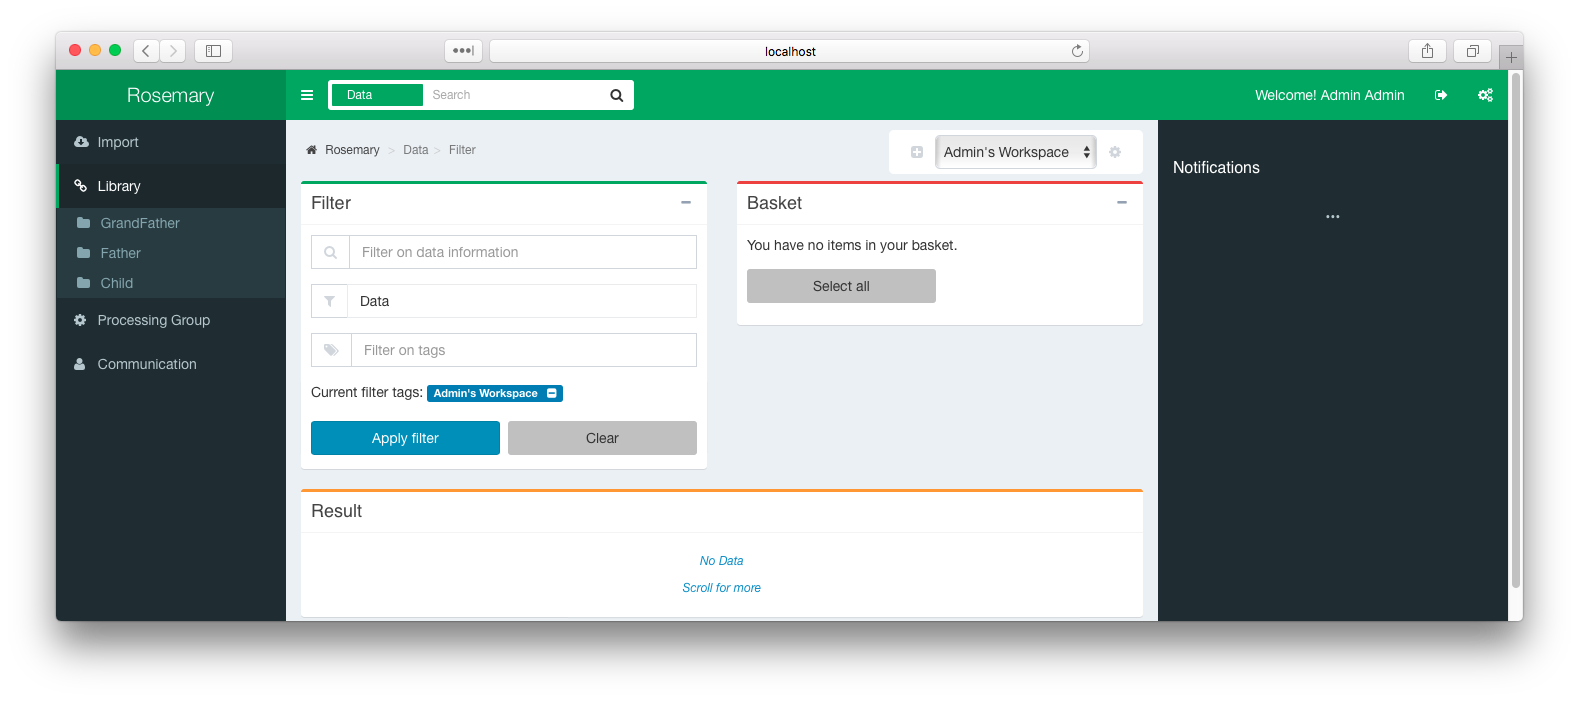 localhost
Rosemary
Data Search
Welcome! Admin Admin
Import
Library
GrandFather
Father
Child
Processing Group
Communication
Rosemary > Data > Filter
Admin's Workspace
Filter
Filter on data information
Data
Filter on tags
Current filter tags: Admin's Workspace
Apply filter Clear
Basket
You have no items in your basket.
Select all
Result
No Data
Scroll for more
Notifications
...